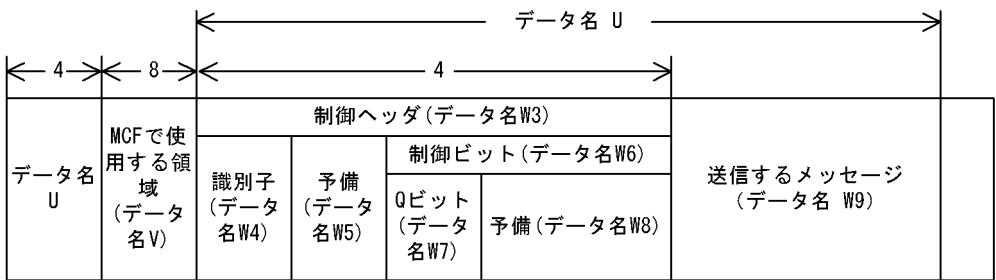 データ名 U
4
8
4
制御ヘッダ(データ名W3)
MCFで使
用する領
域
(データ
名V)
制御ビット(データ名W6)
データ名
U
識別子
(データ
名W4)
予備
(データ
名W5)
Qビット
(データ
名W7)
予備(データ名W8)
送信するメッセージ
(データ名 W9)